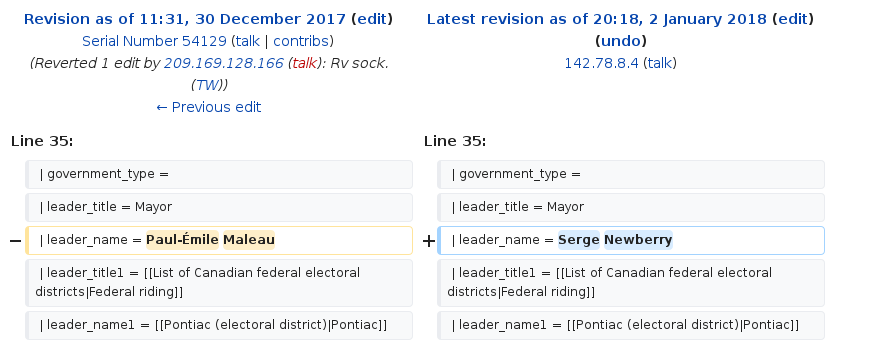 Revision as of 11:31, 30 December 2017 (edit)
Serial Number 54129 (talk | contribs)
(Reverted 1 edit by 209.169.128.166 (talk): Rv sock.
(TW))
← Previous edit
Latest revision as of 20:18, 2 January 2018 (edit)
(undo)
142.78.8.4 (talk)
Line 35:
Line 35:
| government_type =
| government_type =
| leader_title = Mayor
| leader_title = Mayor
− | leader_name = Paul-Émile Maleau
+ | leader_name = Serge Newberry
| leader_title1 = [[List of Canadian federal electoral
districts|Federal riding]]
| leader_title1 = [[List of Canadian federal electoral
districts|Federal riding]]
| leader_name1 = [[Pontiac (electoral district)|Pontiac]]
| leader_name1 = [[Pontiac (electoral district)|Pontiac]]